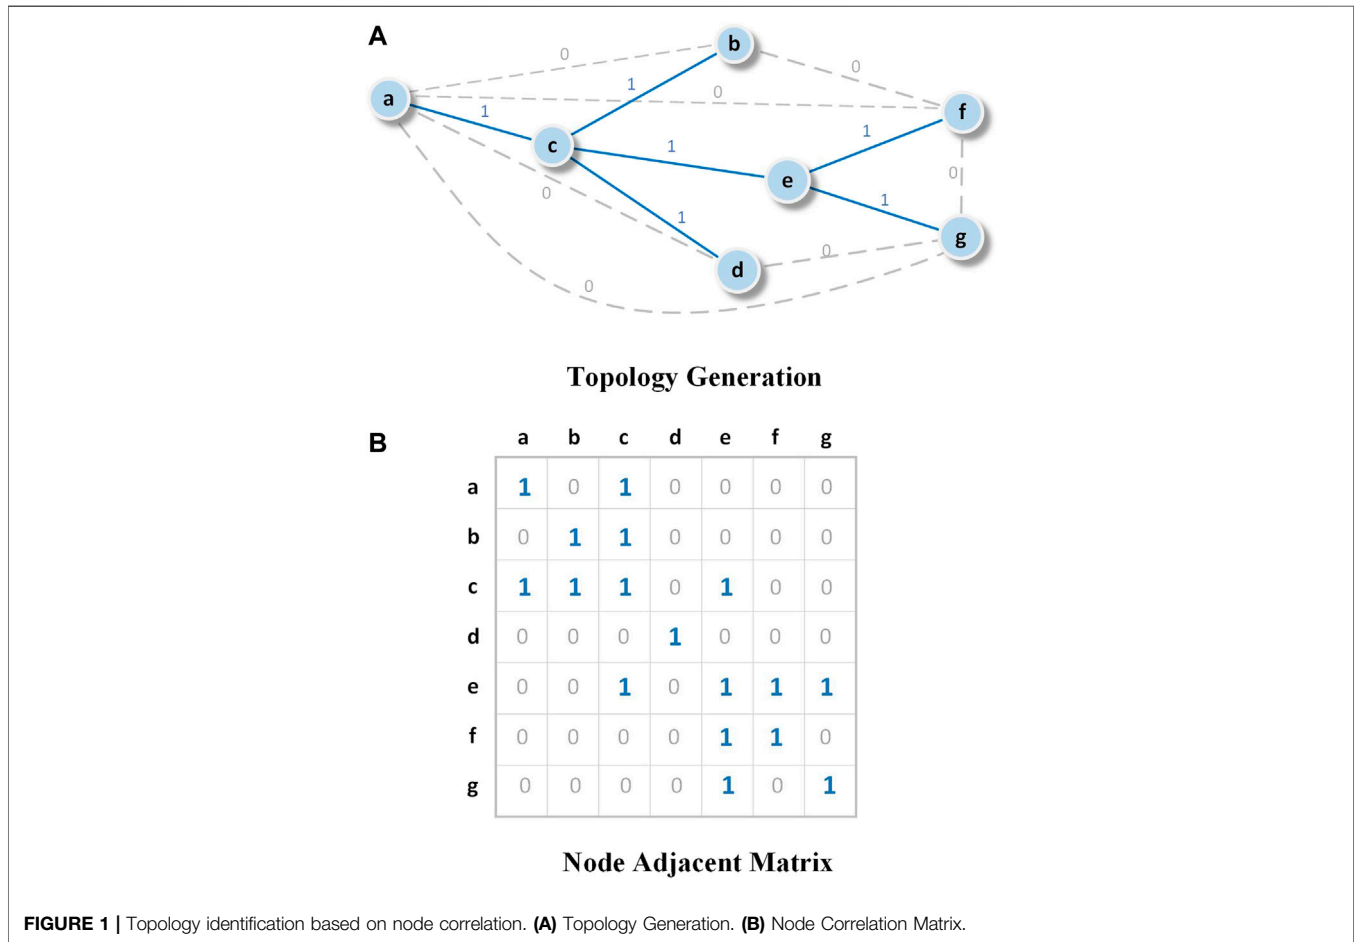 A
b
0
0
1
0
a
f
1
1
c
1
e
0
0
1
1
g
d
0
0
Topology Generation
B
a b c d e f g
a 1 0 1 0 0 0 0
b 0 1 1 0 0 0 0
c 1 1 1 0 1 0 0
d 0 0 0 1 0 0 0
e 0 0 1 0 1 1 1
f 0 0 0 0 1 1 0
g 0 0 0 0 1 0 1
Node Adjacent Matrix
FIGURE 1 | Topology identification based on node correlation. (A) Topology Generation. (B) Node Correlation Matrix.